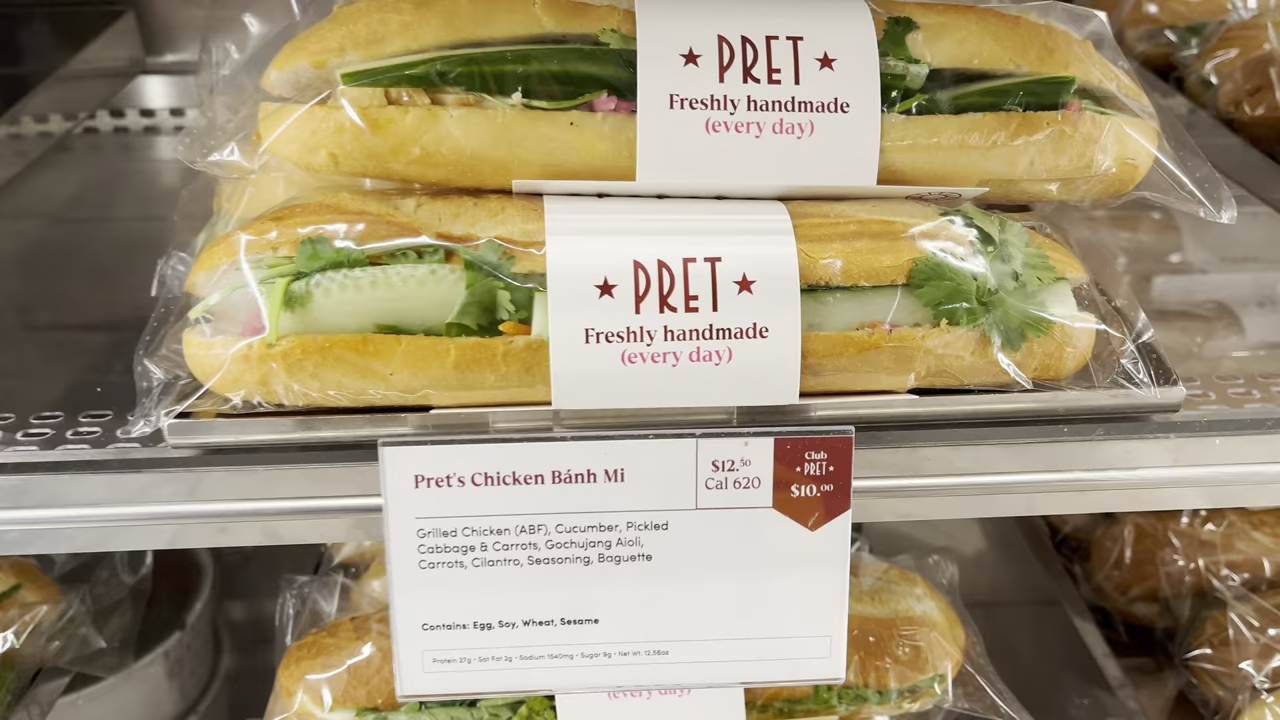 ★ PRET ★
Freshly handmade
(every day)
★ PRET ★
Freshly handmade
(every day)
Pret's Chicken Bánh Mi
$12.50
Cal 620
Club
★ PRET ★
$10.00
Grilled Chicken (ABF), Cucumber, Pickled
Cabbage & Carrots, Gochujang Aioli,
Carrots, Cilantro, Seasoning, Baguette
Contains: Egg, Soy, Wheat, Sesame
Protein 27g • Sat Fat 2g • Sodium 1540mg • Sugar 9g • Net Wt. 12.56oz
(every day)